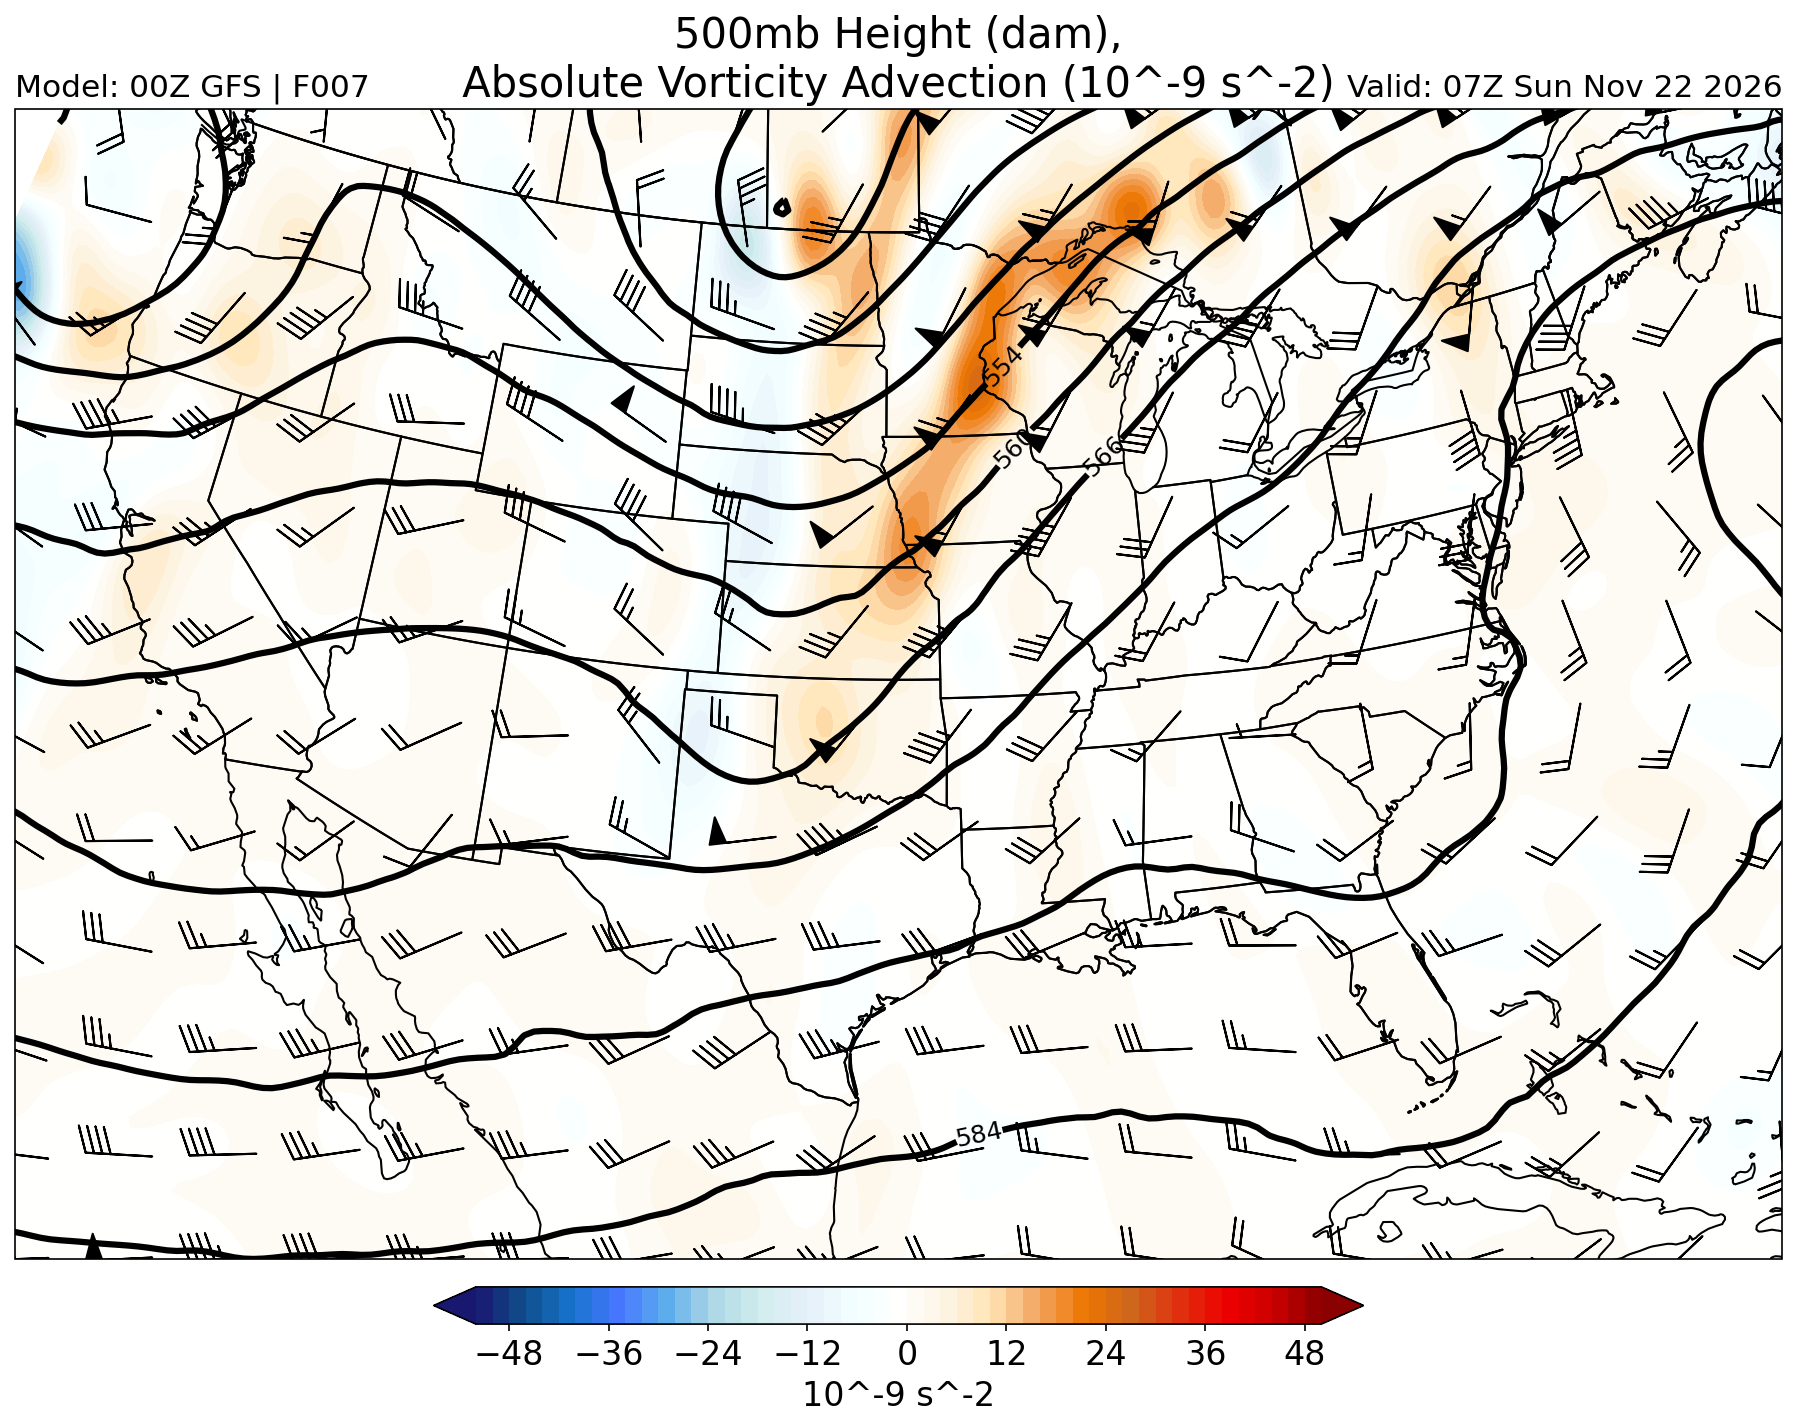 500mb Height (dam),
Model: 00Z GFS | F007
Absolute Vorticity Advection (10^-9 s^-2)
Valid: 07Z Sun Nov 22 2026
554
560
566
584
−48 −36 −24 −12 0 12 24 36 48
10^-9 s^-2